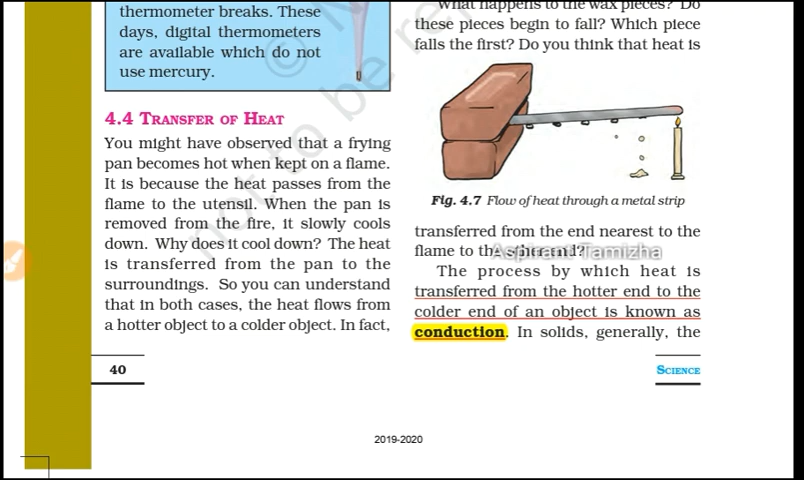 thermometer breaks. These
days, digital thermometers
are available which do not
use mercury.
4.4 TRANSFER OF HEAT
You might have observed that a frying
pan becomes hot when kept on a flame.
It is because the heat passes from the
flame to the utensil. When the pan is
removed from the fire, it slowly cools
down. Why does it cool down? The heat
is transferred from the pan to the
surroundings. So you can understand
that in both cases, the heat flows from
a hotter object to a colder object. In fact,
40
What happens to the wax pieces? Do
these pieces begin to fall? Which piece
falls the first? Do you think that heat is
Fig. 4.7 Flow of heat through a metal strip
transferred from the end nearest to the
flame to the
Aspirant Tamizha
The process by which heat is
transferred from the hotter end to the
colder end of an object is known as
conduction. In solids, generally, the
SCIENCE
2019-2020
not to be re